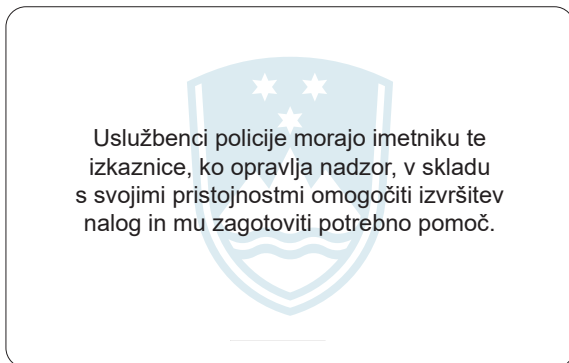 Uslužbenci policije morajo imetniku te
izkaznice, ko opravlja nadzor, v skladu
s svojimi pristojnostmi omogočiti izvršitev
nalog in mu zagotoviti potrebno pomoč.